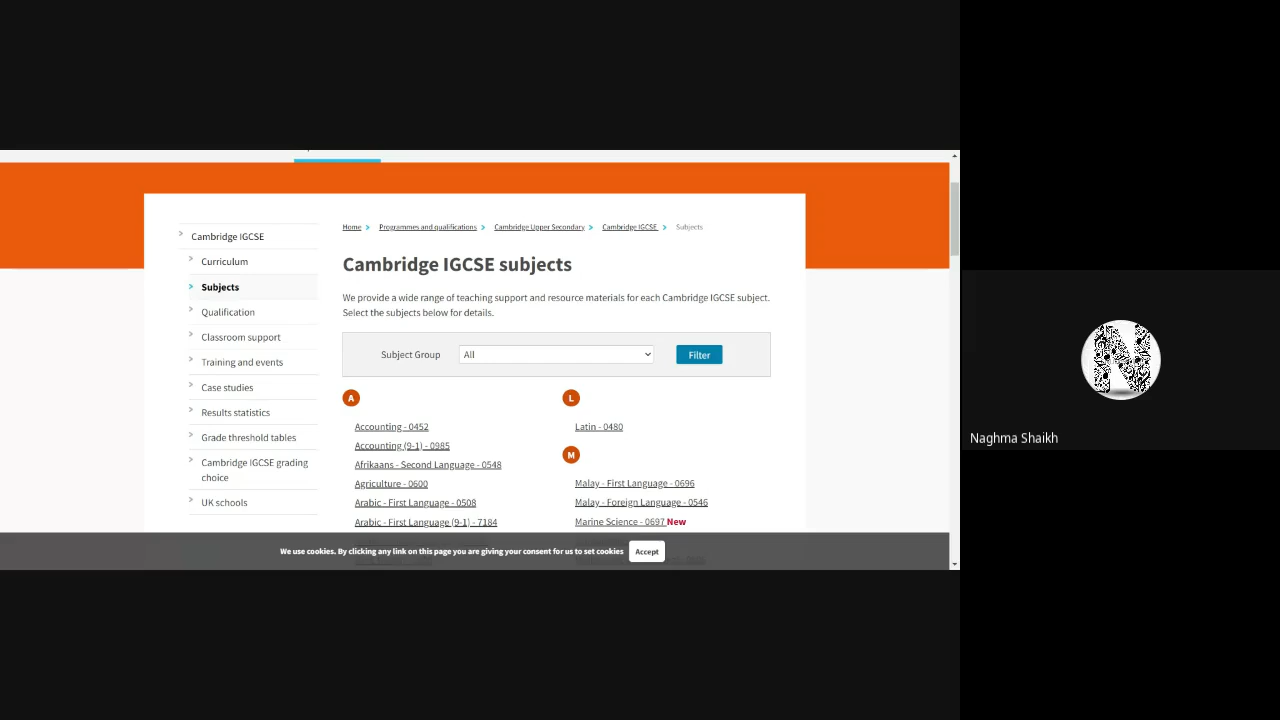 Home
Programmes and qualifications
Cambridge Upper Secondary
Cambridge IGCSE
Subjects
Cambridge IGCSE
Curriculum
Subjects
Qualification
Classroom support
Training and events
Case studies
Results statistics
Grade threshold tables
Cambridge IGCSE grading
choice
UK schools
Cambridge IGCSE subjects
We provide a wide range of teaching support and resource materials for each Cambridge IGCSE subject.
Select the subjects below for details.
Subject Group
All
Filter
A
Accounting - 0452
Accounting (9-1) - 0985
Afrikaans - Second Language - 0548
Agriculture - 0600
Arabic - First Language - 0508
Arabic - First Language (9-1) - 7184
L
Latin - 0480
M
Malay - First Language - 0696
Malay - Foreign Language - 0546
Marine Science - 0697 New
We use cookies. By clicking any link on this page you are giving your consent for us to set cookies
Accept
N
Naghma Shaikh